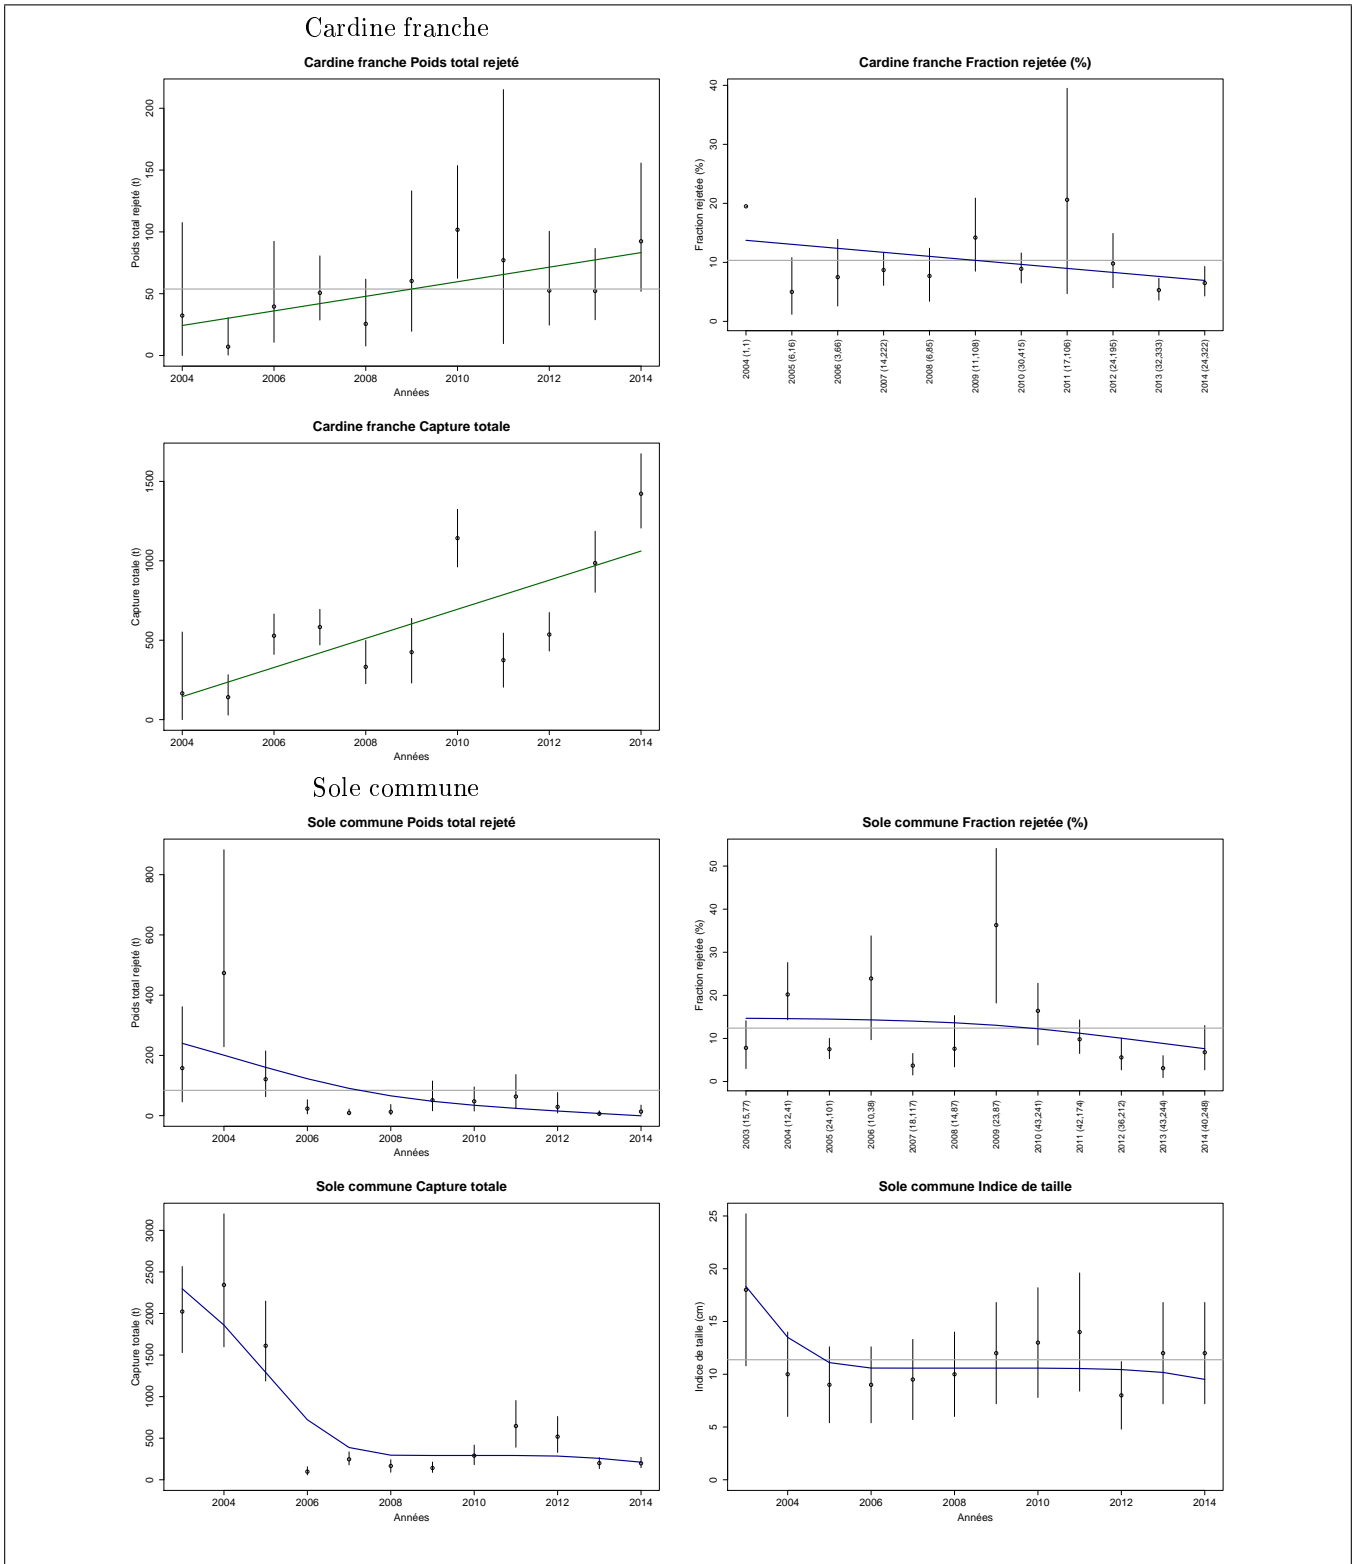 Cardine franche
Cardine franche Poids total rejeté
Poids total rejeté (t)
0 50 100 150 200
2004 2006 2008 2010 2012 2014
Années
Cardine franche Fraction rejetée (%)
Fraction rejetée (%)
0 10 20 30 40
2004 (1,1)
2005 (6,16)
2006 (3,66)
2007 (14,222)
2008 (6,85)
2009 (11,108)
2010 (30,415)
2011 (17,106)
2012 (24,195)
2013 (32,333)
2014 (24,322)
Cardine franche Capture totale
Capture totale (t)
0 500 1000 1500
2004 2006 2008 2010 2012 2014
Années
Sole commune
Sole commune Poids total rejeté
Poids total rejeté (t)
0 200 400 600 800
2004 2006 2008 2010 2012 2014
Années
Sole commune Fraction rejetée (%)
Fraction rejetée (%)
0 10 20 30 40 50
2003 (15,77)
2004 (12,41)
2005 (24,101)
2006 (10,38)
2007 (18,117)
2008 (14,87)
2009 (23,87)
2010 (43,241)
2011 (42,174)
2012 (36,212)
2013 (43,244)
2014 (40,248)
Sole commune Capture totale
Capture totale (t)
0 500 1000 1500 2000 2500 3000
2004 2006 2008 2010 2012 2014
Années
Sole commune Indice de taille
Indice de taille (cm)
0 5 10 15 20 25
2004 2006 2008 2010 2012 2014
Années